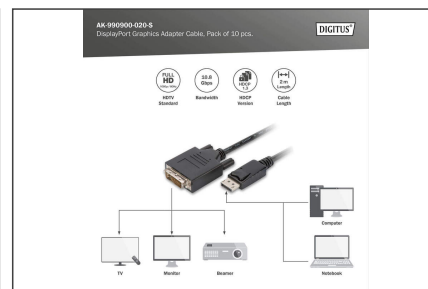 AK-990900-020-S
DisplayPort Graphics Adapter Cable, Pack of 10 pcs.
DIGITUS®
FULL
HD
10.8
Gbps
HDCP
1.3
2 m
Length
HDTV
Standard
Bandwidth
HDCP
Version
Cable
Length
Computer
TV
Monitor
Beamer
Notebook